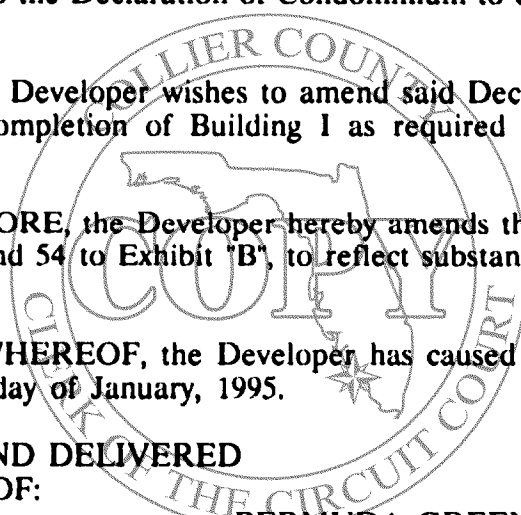 the Declaration of Condominium to
Developer wishes to amend said Dec
ompletion of Building I as required
ORE, the Developer hereby amends th
nd 54 to Exhibit "B", to reflect substan
WHEREOF, the Developer has caused
day of January, 1995.
ND DELIVERED
OF:
BERMUDA GREEN
COLLIER COUNTY
COPY
CLERK OF THE CIRCUIT COURT